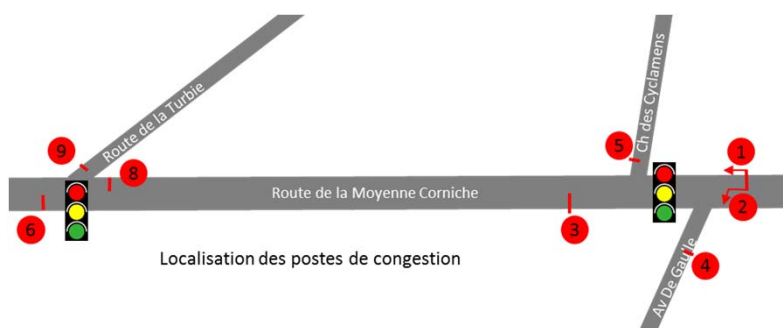 Ch des Cyclamens
Route de la Turbie
9
8
5
1
Route de la Moyenne Corniche
6
3
2
Localisation des postes de congestion
4
Av De Gaulle